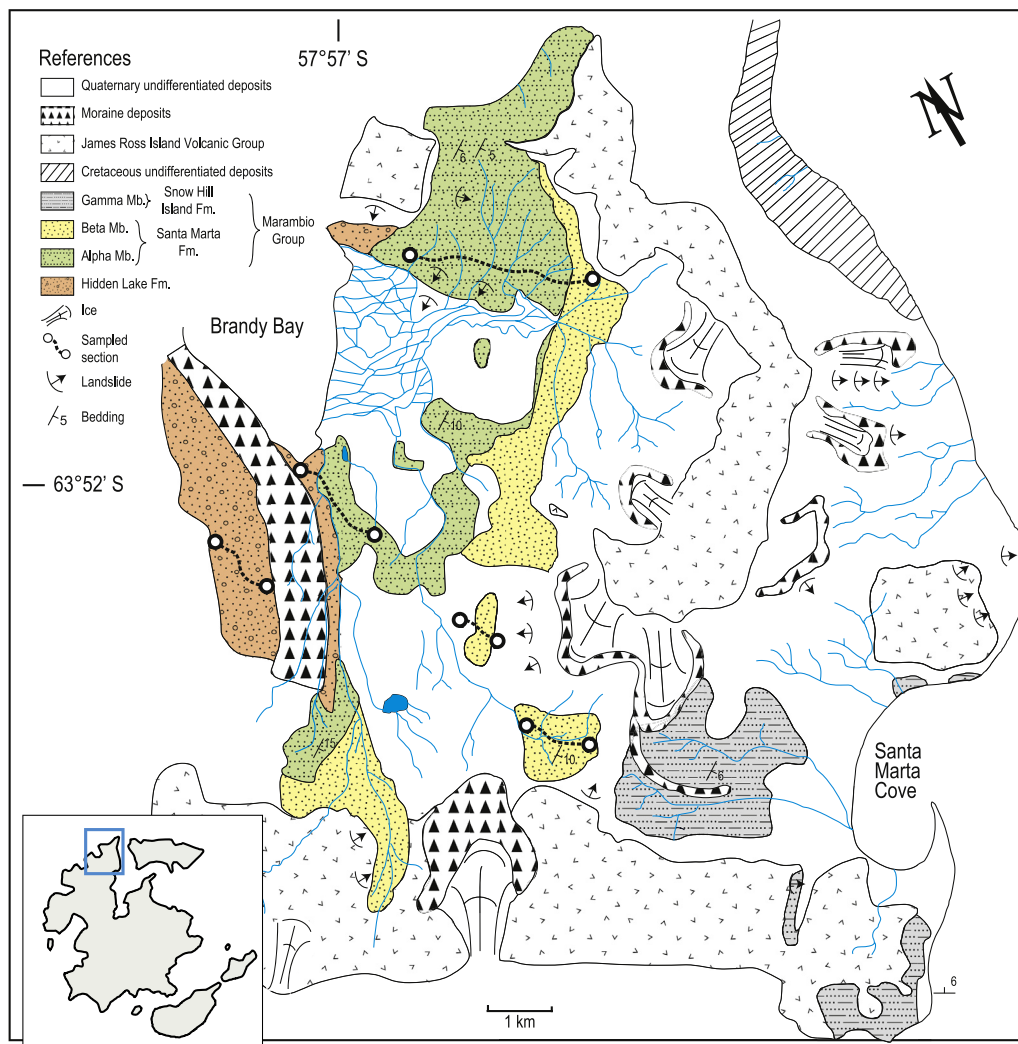 References
Quaternary undifferentiated deposits
Moraine deposits
James Ross Island Volcanic Group
Cretaceous undifferentiated deposits
Gamma Mb.
Snow Hill
Island Fm.
Beta Mb.
Santa Marta
Fm.
Alpha Mb.
Marambio
Group
Hidden Lake Fm.
Ice
Sampled
section
Landslide
5
Bedding
57°57' S
N
6
5
Brandy Bay
10
63°52' S
15
10
6
Santa
Marta
Cove
6
1 km